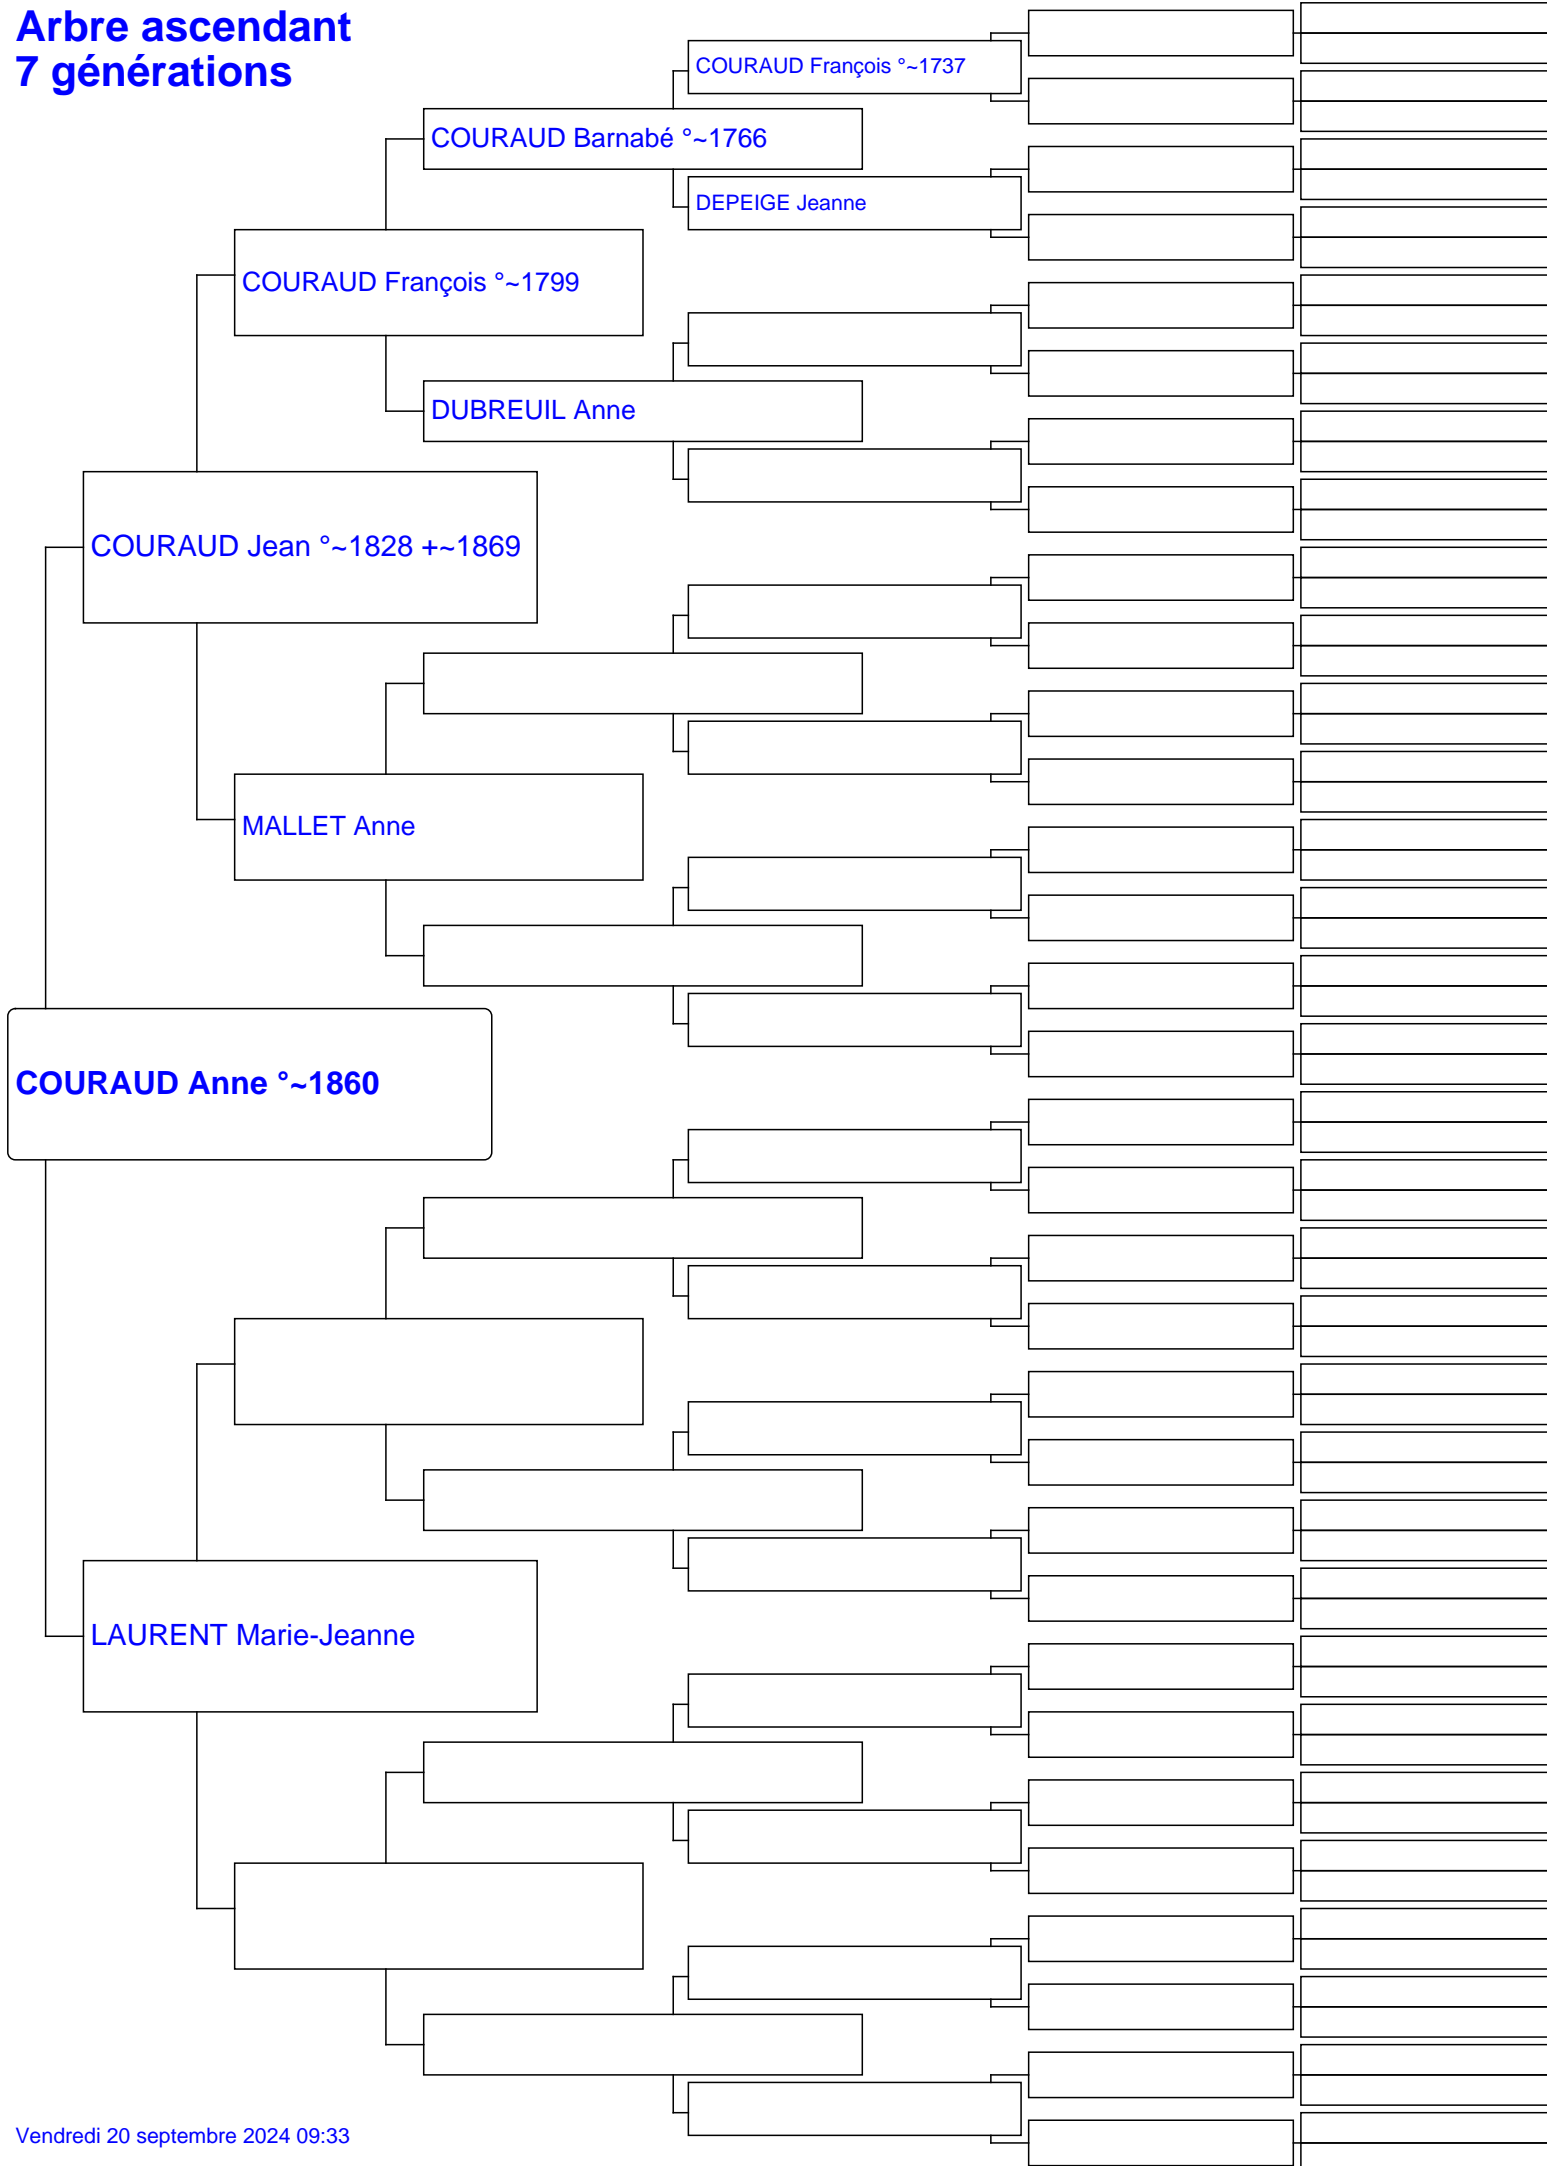 Arbre ascendant
7 générations
COURAUD François °~1737
COURAUD Barnabé °~1766
DEPEIGE Jeanne
COURAUD François °~1799
DUBREUIL Anne
COURAUD Jean °~1828 +~1869
MALLET Anne
COURAUD Anne °~1860
LAURENT Marie-Jeanne
Vendredi 20 septembre 2024 09:33